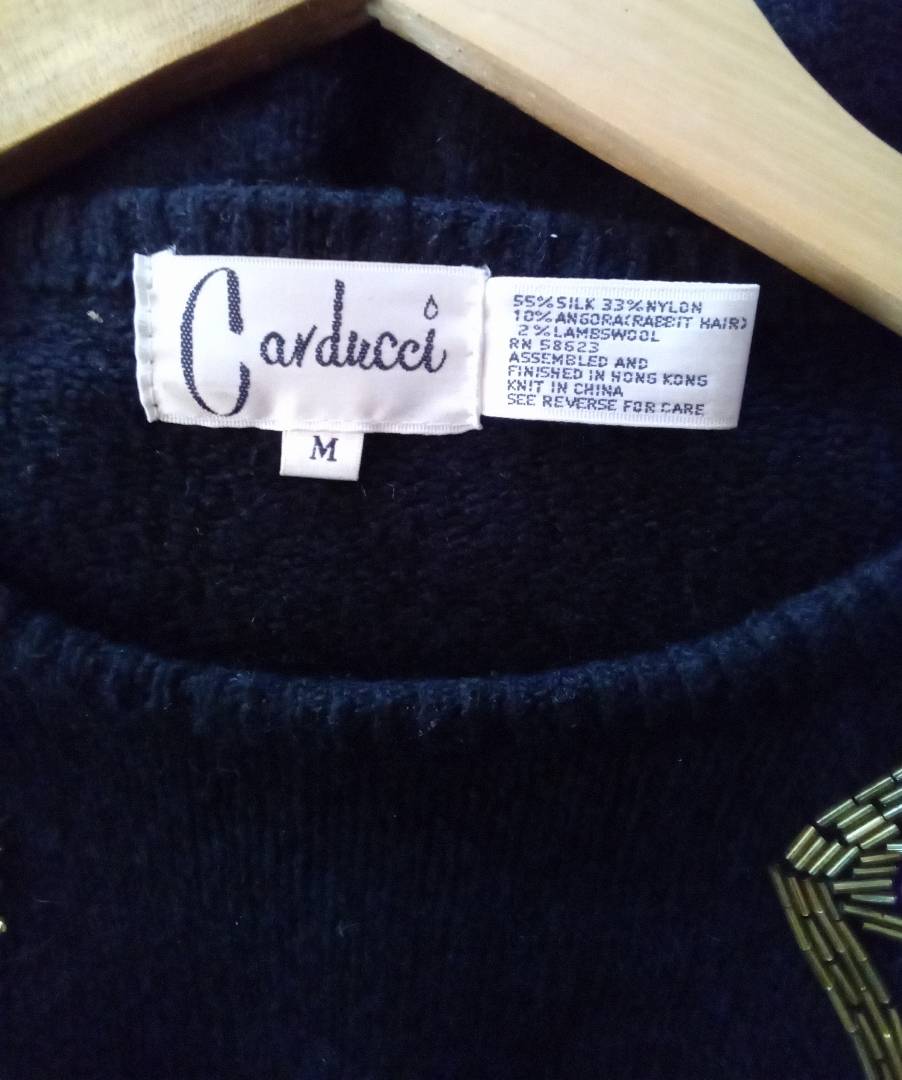 Carducci
M
55%SILK 33%NYLON
10%ANGORA(RABBIT HAIR)
2%LAMBSWOOL
RN 58623
ASSEMBLED AND
FINISHED IN HONG KONG
KNIT IN CHINA
SEE REVERSE FOR CARE